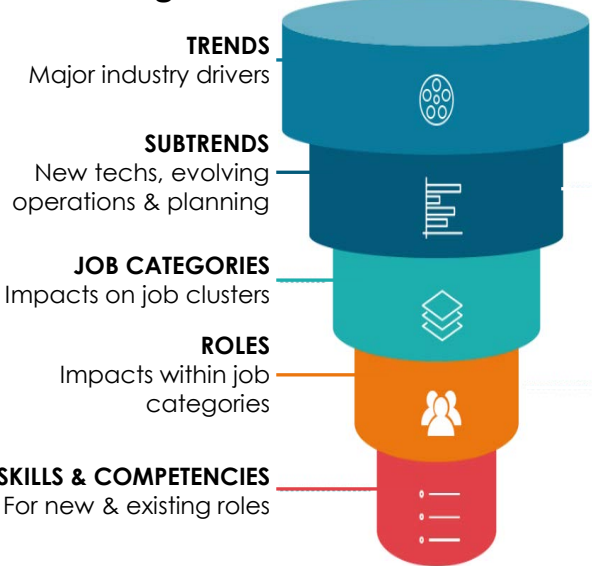 TRENDS
Major industry drivers
SUBTRENDS
New techs, evolving
operations & planning
JOB CATEGORIES
Impacts on job clusters
ROLES
Impacts within job
categories
SKILLS & COMPETENCIES
For new & existing roles